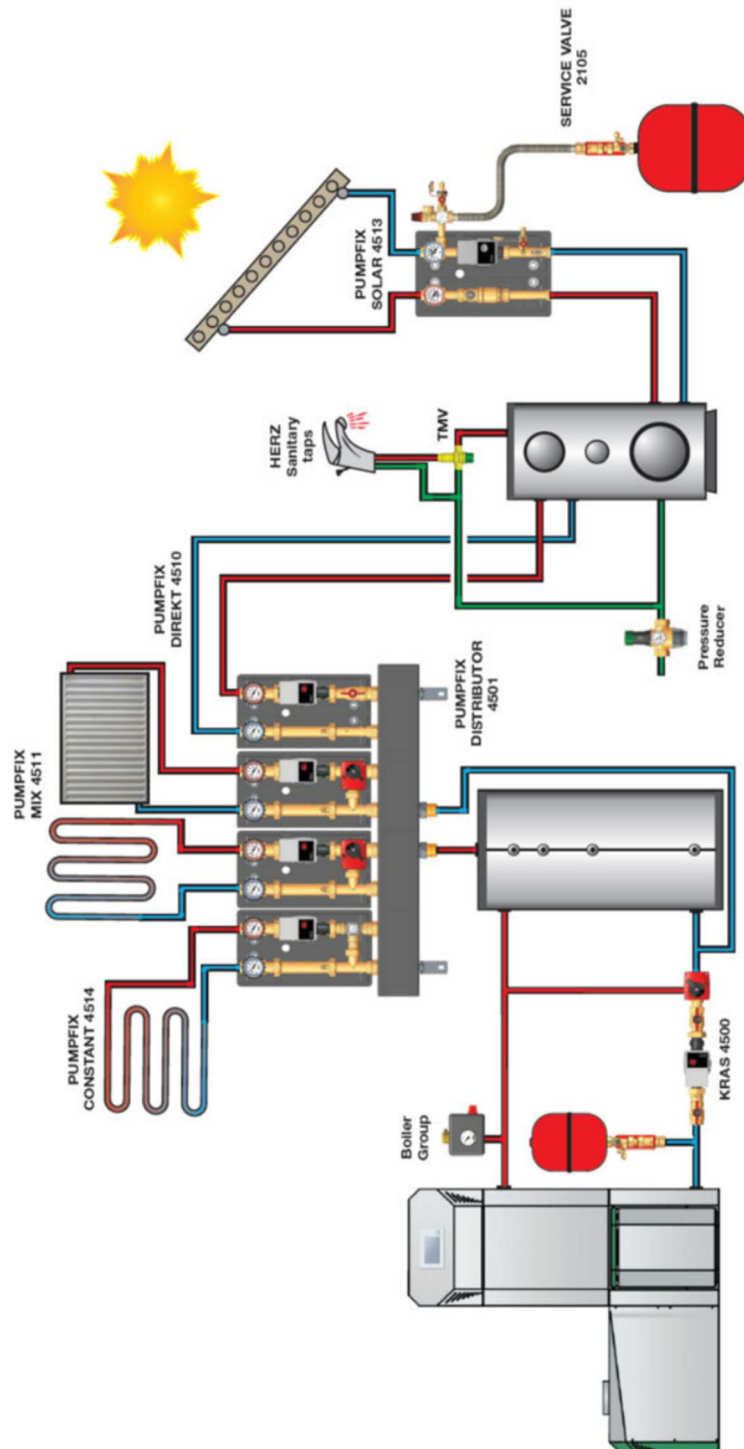 PUMPFIX
CONSTANT 4514
PUMPFIX
MIX 4511
PUMPFIX
DIREKT 4510
HERZ
Sanitary
taps
PUMPFIX
SOLAR 4513
SERVICE VALVE
2105
TMV
PUMPFIX
DISTRIBUTOR
4501
Boiler
Group
KRAS 4500
Pressure
Reducer